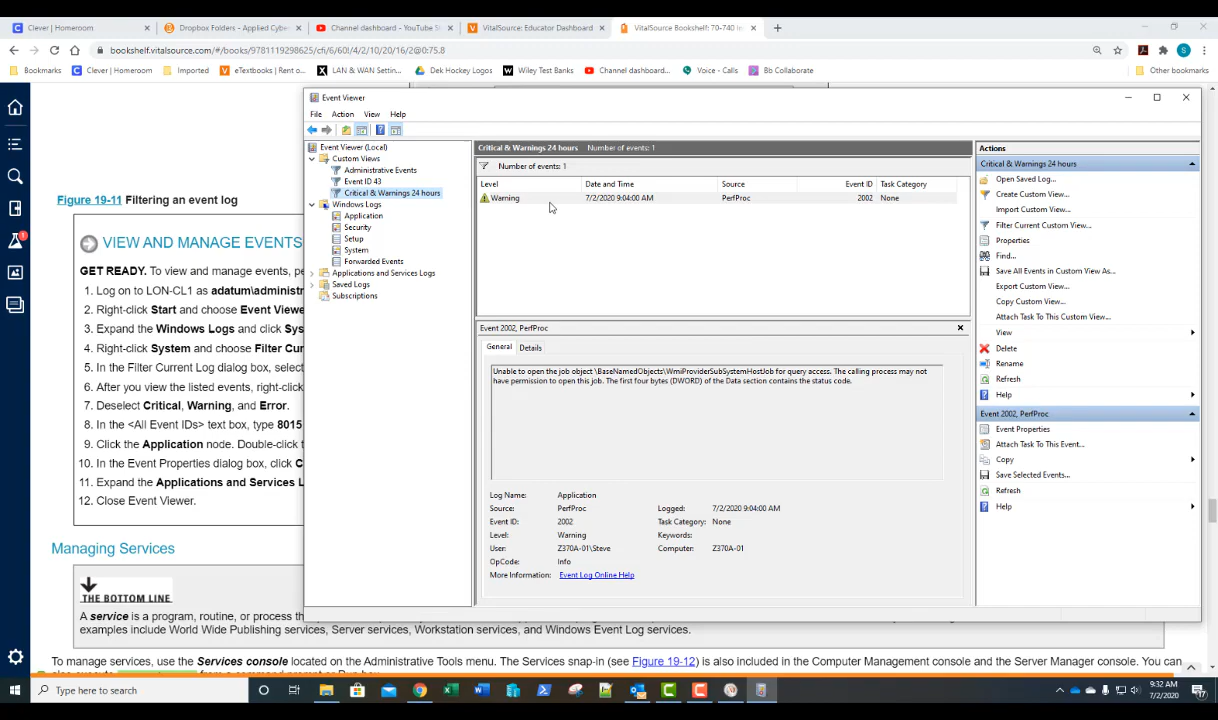 Clever | Homeroom
Dropbox Folders - Applied Cybe
Channel dashboard - YouTube S
VitalSource: Educator Dashboard
VitalSource Bookshelf: 70-740 In
bookshelf.vitalsource.com/#/books/9781119298625/cfi/6/60!/4/2/10/20/16/2@0:75.8
Bookmarks
Clever | Homeroom
Imported
eTextbooks | Rent o...
LAN & WAN Settin...
Dek Hockey Logos
Wiley Test Banks
Channel dashboard...
Voice - Calls
Bb Collaborate
Other bookmarks
Figure 19-11 Filtering an event log
VIEW AND MANAGE EVENTS
GET READY. To view and manage events, pe
1. Log on to LON-CL1 as adatum\administr
2. Right-click Start and choose Event Viewe
3. Expand the Windows Logs and click Sys
4. Right-click System and choose Filter Cur
5. In the Filter Current Log dialog box, select
6. After you view the listed events, right-click
7. Deselect Critical, Warning, and Error.
8. In the <All Event IDs> text box, type 8015
9. Click the Application node. Double-click t
10. In the Event Properties dialog box, click C
11. Expand the Applications and Services L
12. Close Event Viewer.
Managing Services
THE BOTTOM LINE
A service is a program, routine, or process th
examples include World Wide Publishing services, Server services, Workstation services, and Windows Event Log services.
To manage services, use the Services console located on the Administrative Tools menu. The Services snap-in (see Figure 19-12) is also included in the Computer Management console and the Server Manager console. You can
Event Viewer
File Action View Help
Event Viewer (Local)
Custom Views
Administrative Events
Event ID 43
Critical & Warnings 24 hours
Windows Logs
Application
Security
Setup
System
Forwarded Events
Applications and Services Logs
Saved Logs
Subscriptions
Critical & Warnings 24 hours Number of events: 1
Number of events: 1
Level Date and Time Source Event ID Task Category
Warning 7/2/2020 9:04:00 AM PerfProc 2002 None
Event 2002, PerfProc
General Details
Unable to open the job object \BaseNamedObjects\WmiProviderSubSystemHostJob for query access. The calling process may not
have permission to open this job. The first four bytes (DWORD) of the Data section contains the status code.
Log Name: Application
Source: PerfProc Logged: 7/2/2020 9:04:00 AM
Event ID: 2002 Task Category: None
Level: Warning Keywords:
User: Z370A-01\Steve Computer: Z370A-01
OpCode: Info
More Information: Event Log Online Help
Actions
Critical & Warnings 24 hours
Open Saved Log...
Create Custom View...
Import Custom View...
Filter Current Custom View...
Properties
Find...
Save All Events in Custom View As...
Export Custom View...
Copy Custom View...
Attach Task To This Custom View...
View
Delete
Rename
Refresh
Help
Event 2002, PerfProc
Event Properties
Attach Task To This Event...
Copy
Save Selected Events...
Refresh
Help
Type here to search
9:32 AM
7/2/2020